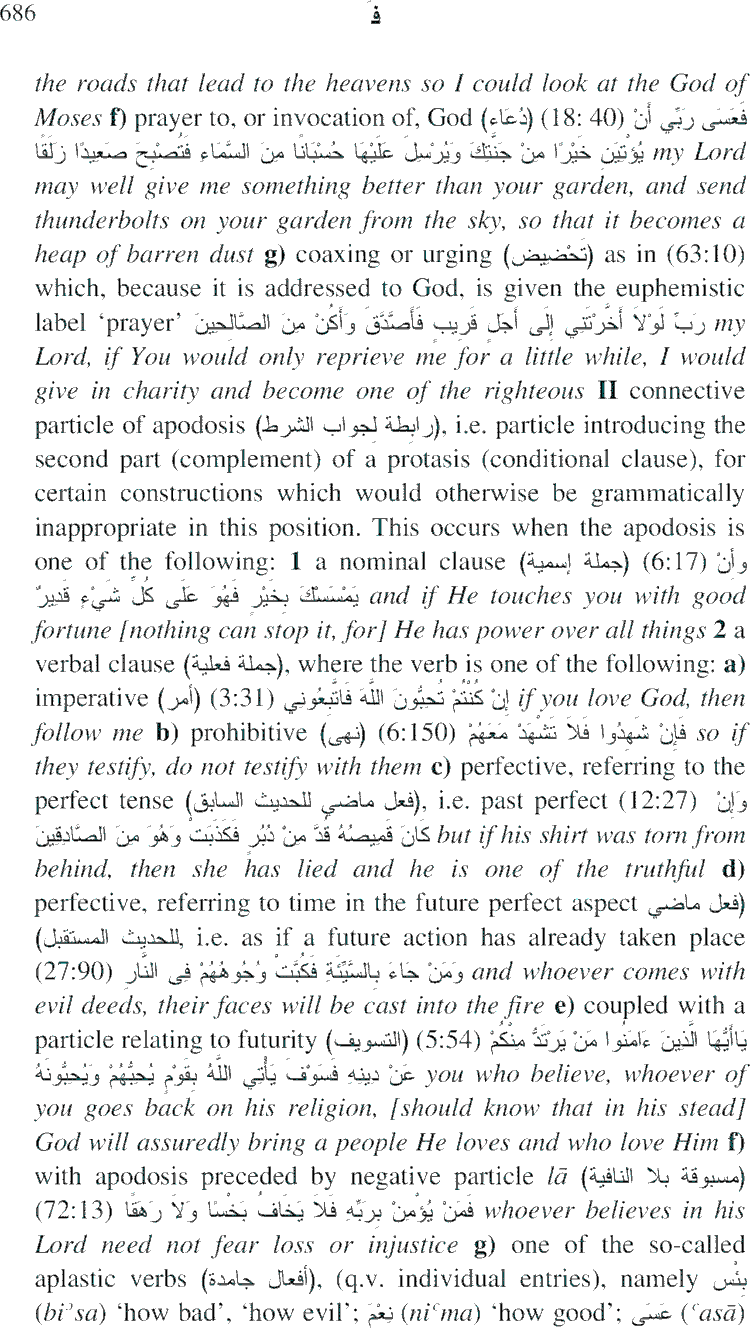 686 فَ
the roads that lead to the heavens so I could look at the God of
Moses f) prayer to, or invocation of, God (دُعَاء) (18: 40) فَعَسَى رَبِّي أَنْ
يُؤْتِيَنِ خَيْرًا مِنْ جَنَّتِكَ وَيُرْسِلَ عَلَيْهَا حُسْبَانًا مِنَ السَّمَاءِ فَتُصْبِحَ صَعِيدًا زَلَقًا my Lord
may well give me something better than your garden, and send
thunderbolts on your garden from the sky, so that it becomes a
heap of barren dust g) coaxing or urging (تَحْضيض) as in (63:10)
which, because it is addressed to God, is given the euphemistic
label ‘prayer’ رَبِّ لَوْلاَ أَخَّرْتَنِي إِلَى أَجَلٍ قَرِيبٍ فَأَصَّدَّقَ وَأَكُنْ مِنَ الصَّالِحِينَ my
Lord, if You would only reprieve me for a little while, I would
give in charity and become one of the righteous II connective
particle of apodosis (رابطة لجواب الشرط), i.e. particle introducing the
second part (complement) of a protasis (conditional clause), for
certain constructions which would otherwise be grammatically
inappropriate in this position. This occurs when the apodosis is
one of the following: 1 a nominal clause (جملة إسمية) (6:17) وأنْ
يَمْسَسْكَ بِخَيْرٍ فَهُوَ عَلَى كُلِّ شَيْءٍ قَدِيرٌ and if He touches you with good
fortune [nothing can stop it, for] He has power over all things 2 a
verbal clause (جملة فعلية), where the verb is one of the following: a)
imperative (أمر) (3:31) إِنْ كُنْتُمْ تُحِبُّونَ اللَّهَ فَاتَّبِعُونِي if you love God, then
follow me b) prohibitive (نهى) (6:150) فَإِنْ شَهِدُوا فَلاَ تَشْهَدْ مَعَهُمْ so if
they testify, do not testify with them c) perfective, referring to the
perfect tense (فعل ماضي للحديث السابق), i.e. past perfect (12:27) وَإِنْ
كَانَ قَمِيصُهُ قُدَّ مِنْ دُبُرٍ فَكَذَبَتْ وَهُوَ مِنَ الصَّادِقِينَ but if his shirt was torn from
behind, then she has lied and he is one of the truthful d)
perfective, referring to time in the future perfect aspect (فعل ماضي
للحديث المستقبل), i.e. as if a future action has already taken place
(27:90) وَمَنْ جَاءَ بِالسَّيِّئَةِ فَكُبَّتْ وُجُوهُهُمْ فِى النَّارِ and whoever comes with
evil deeds, their faces will be cast into the fire e) coupled with a
particle relating to futurity (التسويف) (5:54) يَاأَيُّهَا الَّذِينَ ءَامَنُوا مَنْ يَرْتَدَّ مِنْكُمْ
عَنْ دِينِهِ فَسَوْفَ يَأْتِي اللَّهُ بِقَوْمٍ يُحِبُّهُمْ وَيُحِبُّونَهُ you who believe, whoever of
you goes back on his religion, [should know that in his stead]
God will assuredly bring a people He loves and who love Him f)
with apodosis preceded by negative particle lā (مسبوقة بلا النافية)
(72:13) فَمَنْ يُؤْمِنْ بِرَبِّهِ فَلاَ يَخَافُ بَخْسًا وَلاَ رَهَقًا whoever believes in his
Lord need not fear loss or injustice g) one of the so-called
aplastic verbs (أفعال جامدة), (q.v. individual entries), namely بِئْسَ
(biʾsa) ‘how bad’, ‘how evil’; نِعْمَ (niʿma) ‘how good’; عَسَى (ʿasā)